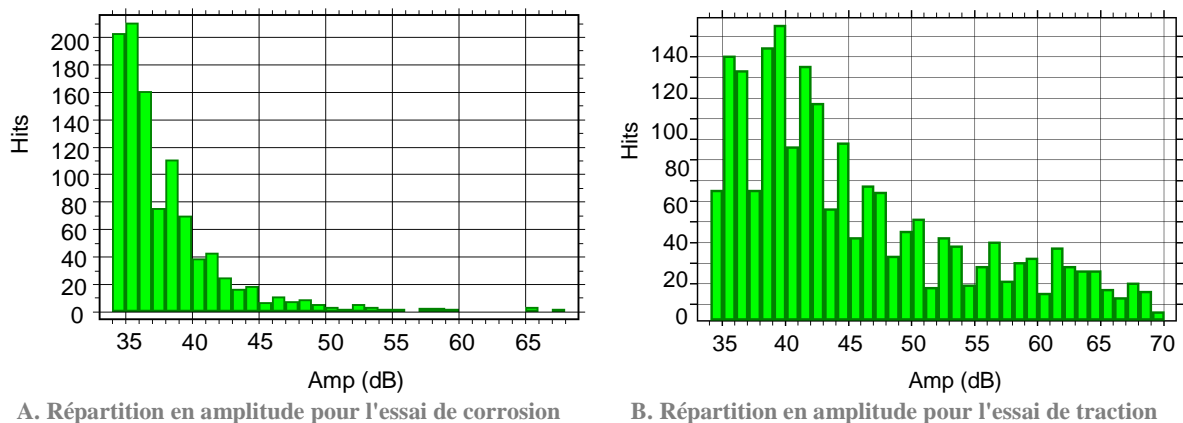 200
180
160
140
120
100
80
60
40
20
0
Hits
35 40 45 50 55 60 65
Amp (dB)
A. Répartition en amplitude pour l'essai de corrosion
140
120
100
80
60
40
20
0
Hits
35 40 45 50 55 60 65 70
Amp (dB)
B. Répartition en amplitude pour l'essai de traction